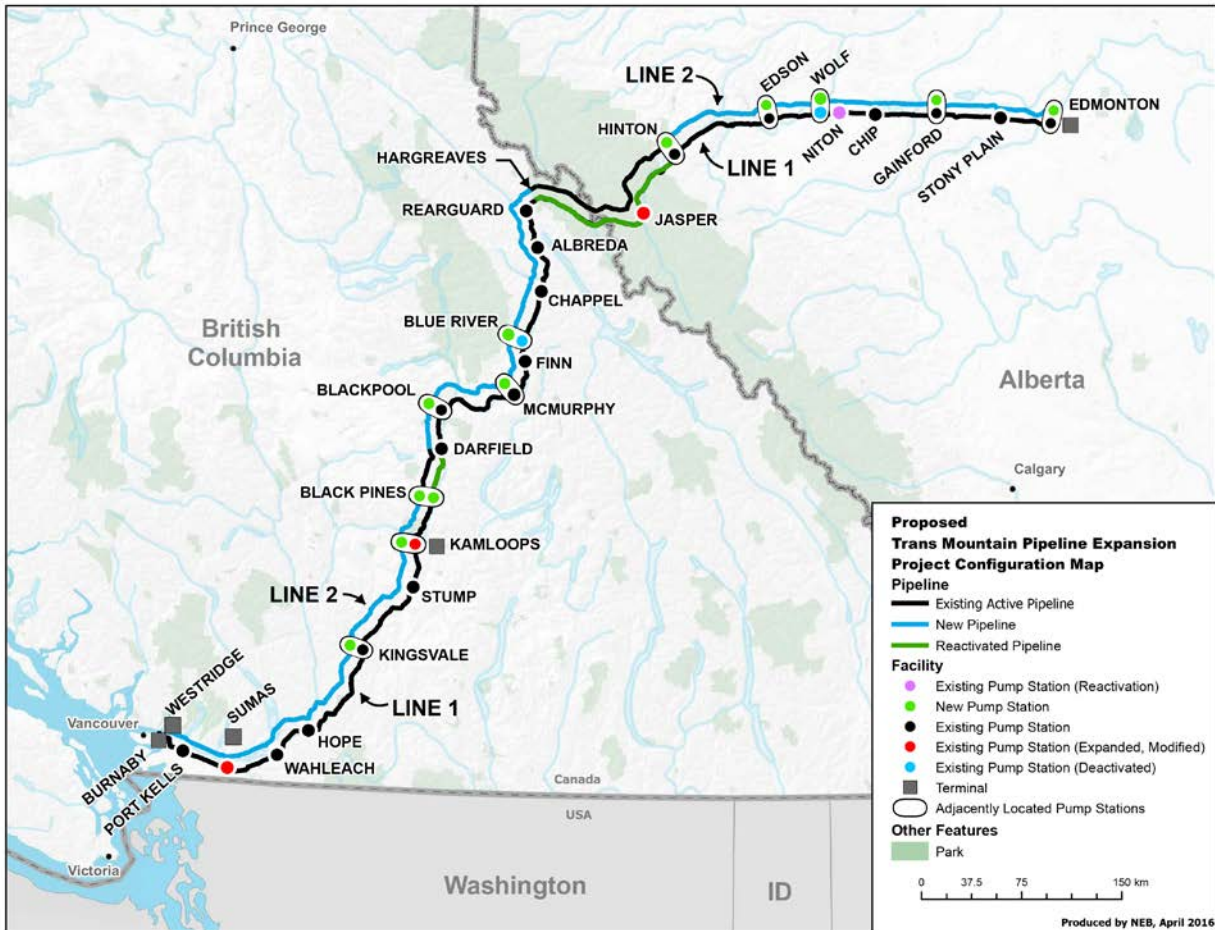 Prince George
LINE 2
EDSON
WOLF
EDMONTON
HINTON
NITON
CHIP
GAINFORD
STONY PLAIN
LINE 1
HARGREAVES
REARGUARD
JASPER
ALBREDA
CHAPPEL
British
Columbia
BLUE RIVER
FINN
Alberta
BLACKPOOL
MCMURPHY
DARFIELD
Calgary
BLACK PINES
KAMLOOPS
STUMP
LINE 2
KINGSVALE
WESTRIDGE
SUMAS
LINE 1
Vancouver
HOPE
WAHLEACH
BURNABY
PORT KELLS
Canada
USA
Victoria
Washington
ID
Proposed
Trans Mountain Pipeline Expansion
Project Configuration Map
Pipeline
Existing Active Pipeline
New Pipeline
Reactivated Pipeline
Facility
Existing Pump Station (Reactivation)
New Pump Station
Existing Pump Station
Existing Pump Station (Expanded, Modified)
Existing Pump Station (Deactivated)
Terminal
Adjacently Located Pump Stations
Other Features
Park
0 37.5 75 150 km
Produced by NEB, April 2016